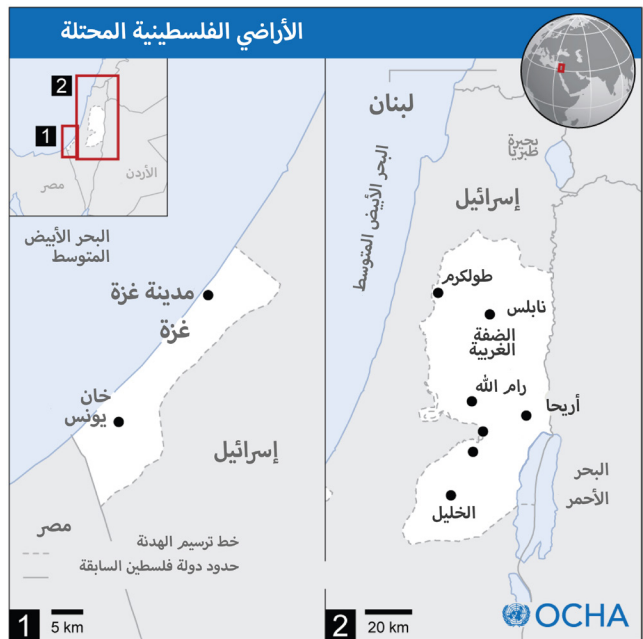 الأراضي الفلسطينية المحتلة
2
1
الأردن
مصر
البحر الأبيض
المتوسط
مدينة غزة
غزة
خان
يونس
إسرائيل
مصر
خط ترسيم الهدنة
حدود دولة فلسطين السابقة
1
5 km
لبنان
بحيرة
طبريا
البحر الأبيض المتوسط
إسرائيل
طولكرم
نابلس
الضفة
الغربية
رام الله
أريحا
البحر
الأحمر
الخليل
2
20 km
OCHA